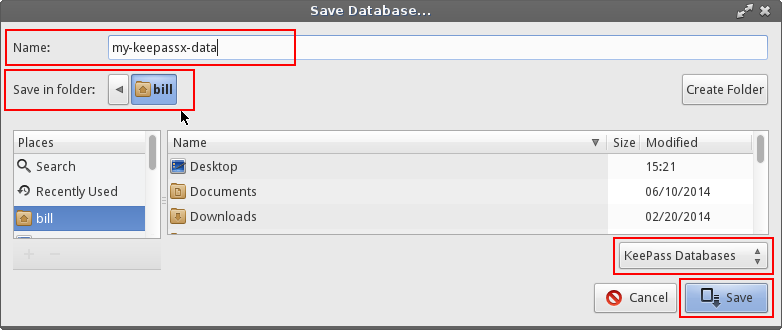 Save Database...
Name: my-keepassx-data
Save in folder: bill Create Folder
Places Name Size Modified
Search Desktop 15:21
Recently Used Documents 06/10/2014
bill Downloads 02/20/2014
KeePass Databases
Cancel Save